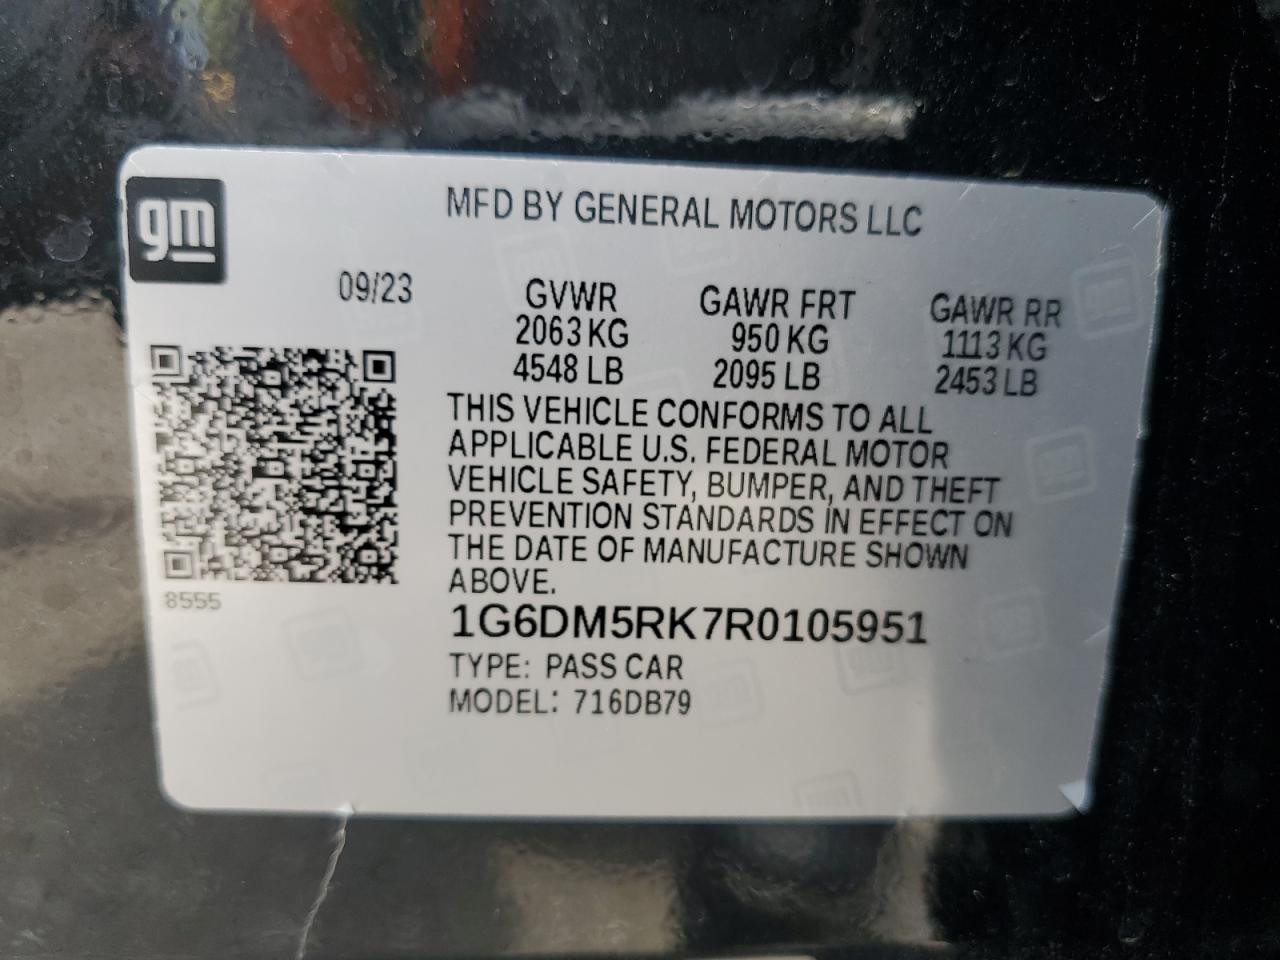 gm
MFD BY GENERAL MOTORS LLC
09/23
GVWR GAWR FRT GAWR RR
2063 KG 950 KG 1113 KG
4548 LB 2095 LB 2453 LB
THIS VEHICLE CONFORMS TO ALL
APPLICABLE U.S. FEDERAL MOTOR
VEHICLE SAFETY, BUMPER, AND THEFT
PREVENTION STANDARDS IN EFFECT ON
THE DATE OF MANUFACTURE SHOWN
ABOVE.
8555
1G6DM5RK7R0105951
TYPE: PASS CAR
MODEL: 716DB79